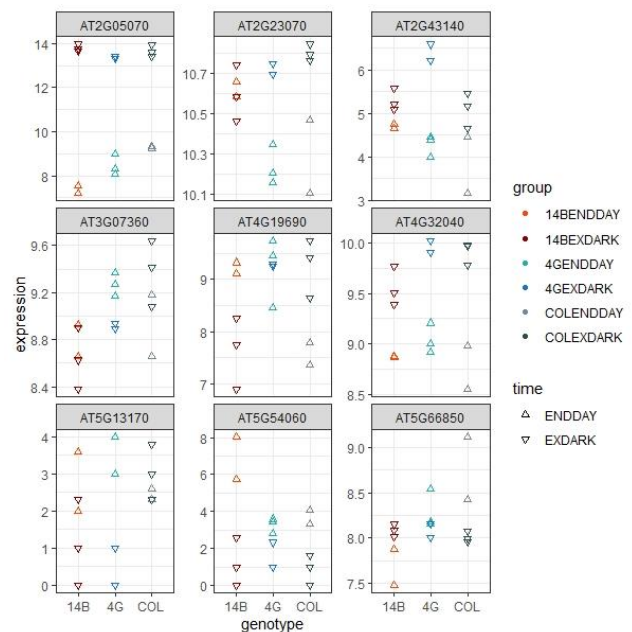 AT2G05070
AT2G23070
AT2G43140
14
12
10
8
10.7
10.5
10.3
10.1
6
5
4
3
AT3G07360
AT4G19690
AT4G32040
9.6
9.2
8.8
8.4
9
8
7
10.0
9.5
9.0
8.5
AT5G13170
AT5G54060
AT5G66850
4
3
2
1
0
8
6
4
2
0
9.0
8.5
8.0
7.5
14B 4G COL
14B 4G COL
14B 4G COL
genotype
expression
group
14BENDDAY
14BEXDARK
4GENDDAY
4GEXDARK
COLENDDAY
COLEXDARK
time
ENDDAY
EXDARK